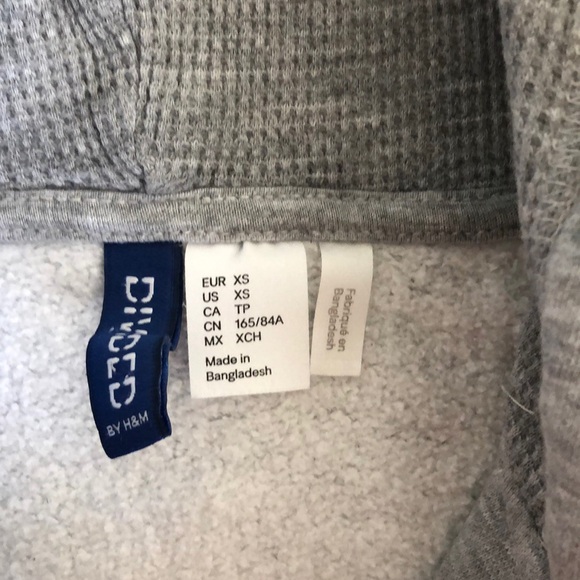 DIVIDED
BY H&M
EUR XS
US XS
CA TP
CN 165/84A
MX XCH
Made in
Bangladesh
Fabriqué en
Bangladesh